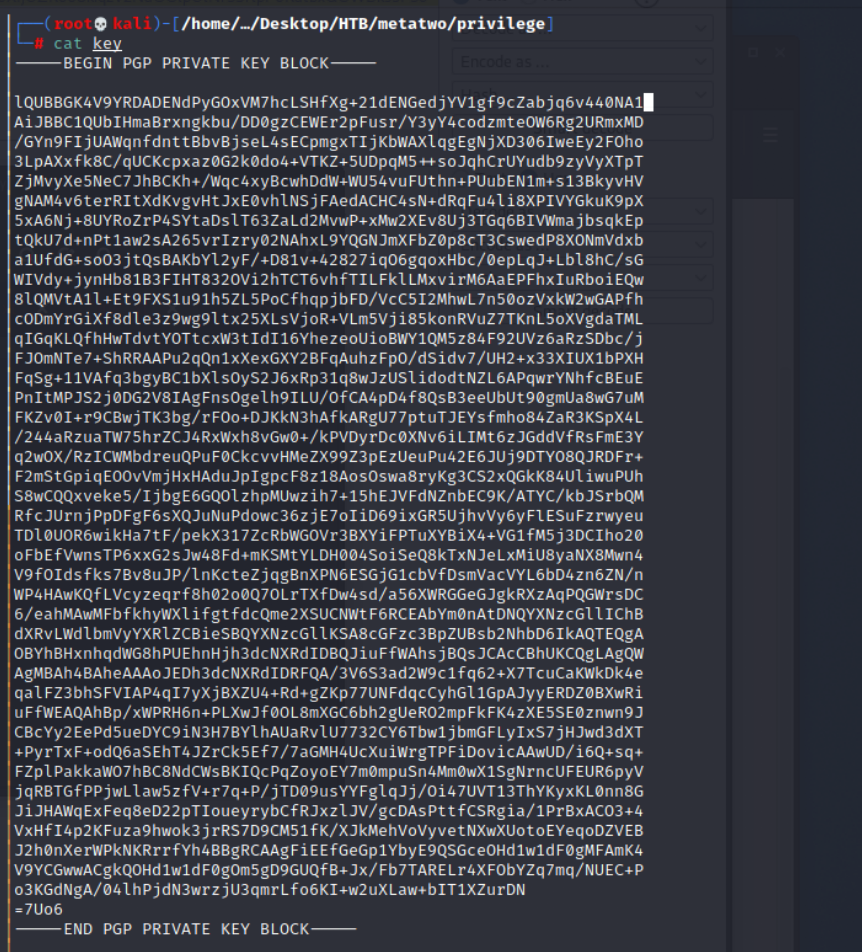 (root kali)-[/home/…/Desktop/HTB/metatwo/privilege]
# cat key
-----BEGIN PGP PRIVATE KEY BLOCK-----
lQUBBGK4V9YRDADENdPyGOxVM7hcLSHfXg+21dENGedjYV1gf9cZabjq6v440NA1
AiJBBC1QUbIHmaBrxngkbu/DD0gzCEWEr2pFusr/Y3yY4codzmteOW6Rg2URmxMD
/GYn9FIjUAWqnfdnttBbvBjseL4sECpmgxTIjKbWAXlqgEgNjXD306IweEy2FOho
3LpAXxfk8C/qUCKcpxaz0G2k0do4+VTKZ+5UDpqM5++soJqhCrUYudb9zyVyXTpT
ZjMvyXe5NeC7JhBCKh+/Wqc4xyBcwhDdW+WU54vuFUthn+PUubEN1m+s13BkyvHV
gNAM4v6terRItXdKvgvHtJxE0vhlNSjFAedACHC4sN+dRqFu4li8XPIVYGkuK9pX
5xA6Nj+8UYRoZrP4SYtaDslT63ZaLd2MvwP+xMw2XEv8Uj3TGq6BIVWmajbsqkEp
tQkU7d+nPt1aw2sA265vrIzry02NAhxL9YQGNJmXFbZ0p8cT3CswedP8XONmVdxb
a1UfdG+soO3jtQsBAKbYl2yF/+D81v+42827iqO6gqoxHbc/0epLqJ+Lbl8hC/sG
WIVdy+jynHb81B3FIHT832OVi2hTCT6vhfTILFklLMxvirM6AaEPFhxIuRboiEQw
8lQMVtA1l+Et9FXS1u91h5ZL5PoCfhqpjbFD/VcC5I2MhwL7n50ozVxkW2wGAPfh
cODmYrGiXf8dle3z9wg9ltx25XLsVjoR+VLm5Vji85konRVuZ7TKnL5oXVgdaTML
qIGqKLQfhHwTdvtYOTtcxW3tIdI16YhezeoUioBWY1QM5z84F92UVz6aRzSDbc/j
FJOmNTe7+ShRRAAPu2qQn1xXexGXY2BFqAuhzFpO/dSidv7/UH2+x33XIUX1bPXH
FqSg+11VAfq3bgyBC1bXlsOyS2J6xRp31q8wJzUSlidodtNZL6APqwrYNhfcBEuE
PnItMPJS2j0DG2V8IAgFnsOgelh9ILU/OfCA4pD4f8QsB3eeUbUt90gmUa8wG7uM
FKZv0I+r9CBwjTK3bg/rFOo+DJKkN3hAfkARgU77ptuTJEYsfmho84ZaR3KSpX4L
/244aRzuaTW75hrZCJ4RxWxh8vGw0+/kPVDyrDc0XNv6iLIMt6zJGddVfRsFmE3Y
q2wOX/RzICWMbdreuQPuF0CkcvvHMeZX99Z3pEzUeuPu42E6JUj9DTYO8QJRDFr+
F2mStGpiqEOOvVmjHxHAduJpIgpcF8z18AosOswa8ryKg3CS2xQGkK84UliwuPUh
S8wCQQxveke5/IjbgE6GQOlzhpMUwzih7+15hEJVFdNZnbEC9K/ATYC/kbJSrbQM
RfcJUrnjPpDFgF6sXQJuNuPdowc36zjE7oIiD69ixGR5UjhvVy6yFlESuFzrwyeu
TDl0UOR6wikHa7tF/pekX317ZcRbWGOVr3BXYiFPTuXYBiX4+VG1fM5j3DCIho20
oFbEfVwnsTP6xxG2sJw48Fd+mKSMtYLDH004SoiSeQ8kTxNJeLxMiU8yaNX8Mwn4
V9fOIdsfks7Bv8uJP/lnKcteZjqgBnXPN6ESGjG1cbVfDsmVacVYL6bD4zn6ZN/n
WP4HAwKQfLVcyzeqrf8h02o0Q7OLrTXfDw4sd/a56XWRGGeGJgkRXzAqPQGWrsDC
6/eahMAwMFbfkhyWXlifgtfdcQme2XSUCNWtF6RCEAbYm0nAtDNQYXNzcGllIChB
dXRvLWdlbmVyYXRlZCBieSBQYXNzcGllKSA8cGFzc3BpZUBsb2NhbD6IkAQTEQgA
OBYhBHxnhqdWG8hPUEhnHjh3dcNXRdIDBQJiuFfWAhsjBQsJCAcCBhUKCQgLAgQW
AgMBAh4BAheAAAoJEDh3dcNXRdIDRFQA/3V6S3ad2W9c1fq62+X7TcuCaKWkDk4e
qalFZ3bhSFVIAP4qI7yXjBXZU4+Rd+gZKp77UNFdqcCyhGl1GpAJyyERDZ0BXwRi
uFfWEAQAhBp/xWPRH6n+PLXwJf0OL8mXGC6bh2gUeRO2mpFkFK4zXE5SE0znwn9J
CBcYy2EePd5ueDYC9iN3H7BYlhAUaRvlU7732CY6Tbw1jbmGFLyIxS7jHJwd3dXT
+PyrTxF+odQ6aSEhT4JZrCk5Ef7/7aGMH4UcXuiWrgTPFiDovicAAwUD/i6Q+sq+
FZplPakkaWO7hBC8NdCWsBKIQcPqZoyoEY7m0mpuSn4Mm0wX1SgNrncUFEUR6pyV
jqRBTGfPPjwLlaw5zfV+r7q+P/jTD09usYYFglqJj/Oi47UVT13ThYKyxKL0nn8G
JiJHAWqExFeq8eD22pTIoueyrybCfRJxzlJV/gcDAsPttfCSRgia/1PrBxACO3+4
VxHfI4p2KFuza9hwok3jrRS7D9CM51fK/XJkMehVoVyvetNXwXUotoEYeqoDZVEB
J2h0nXerWPkNKRrrfYh4BBgRCAAgFiEEfGeGp1YbyE9QSGceOHd1w1dF0gMFAmK4
V9YCGwwACgkQOHd1w1dF0gOm5gD9GUQfB+Jx/Fb7TARELr4XFObYZq7mq/NUEC+P
o3KGdNgA/04lhPjdN3wrzjU3qmrLfo6KI+w2uXLaw+bIT1XZurDN
=7Uo6
-----END PGP PRIVATE KEY BLOCK-----
Encode as ...
Hash